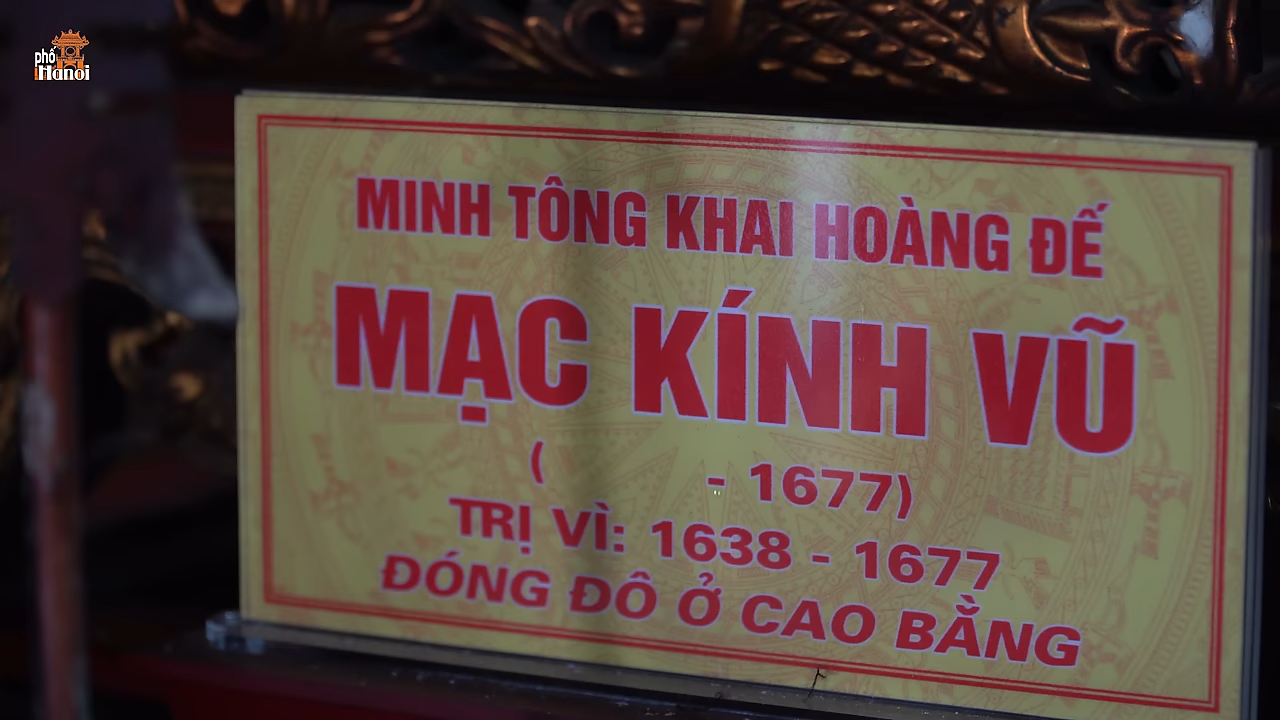 phố
Hanoi
MINH TÔNG KHAI HOÀNG ĐẾ
MẠC KÍNH VŨ
( - 1677)
TRỊ VÌ: 1638 - 1677
ĐÓNG ĐÔ Ở CAO BẰNG